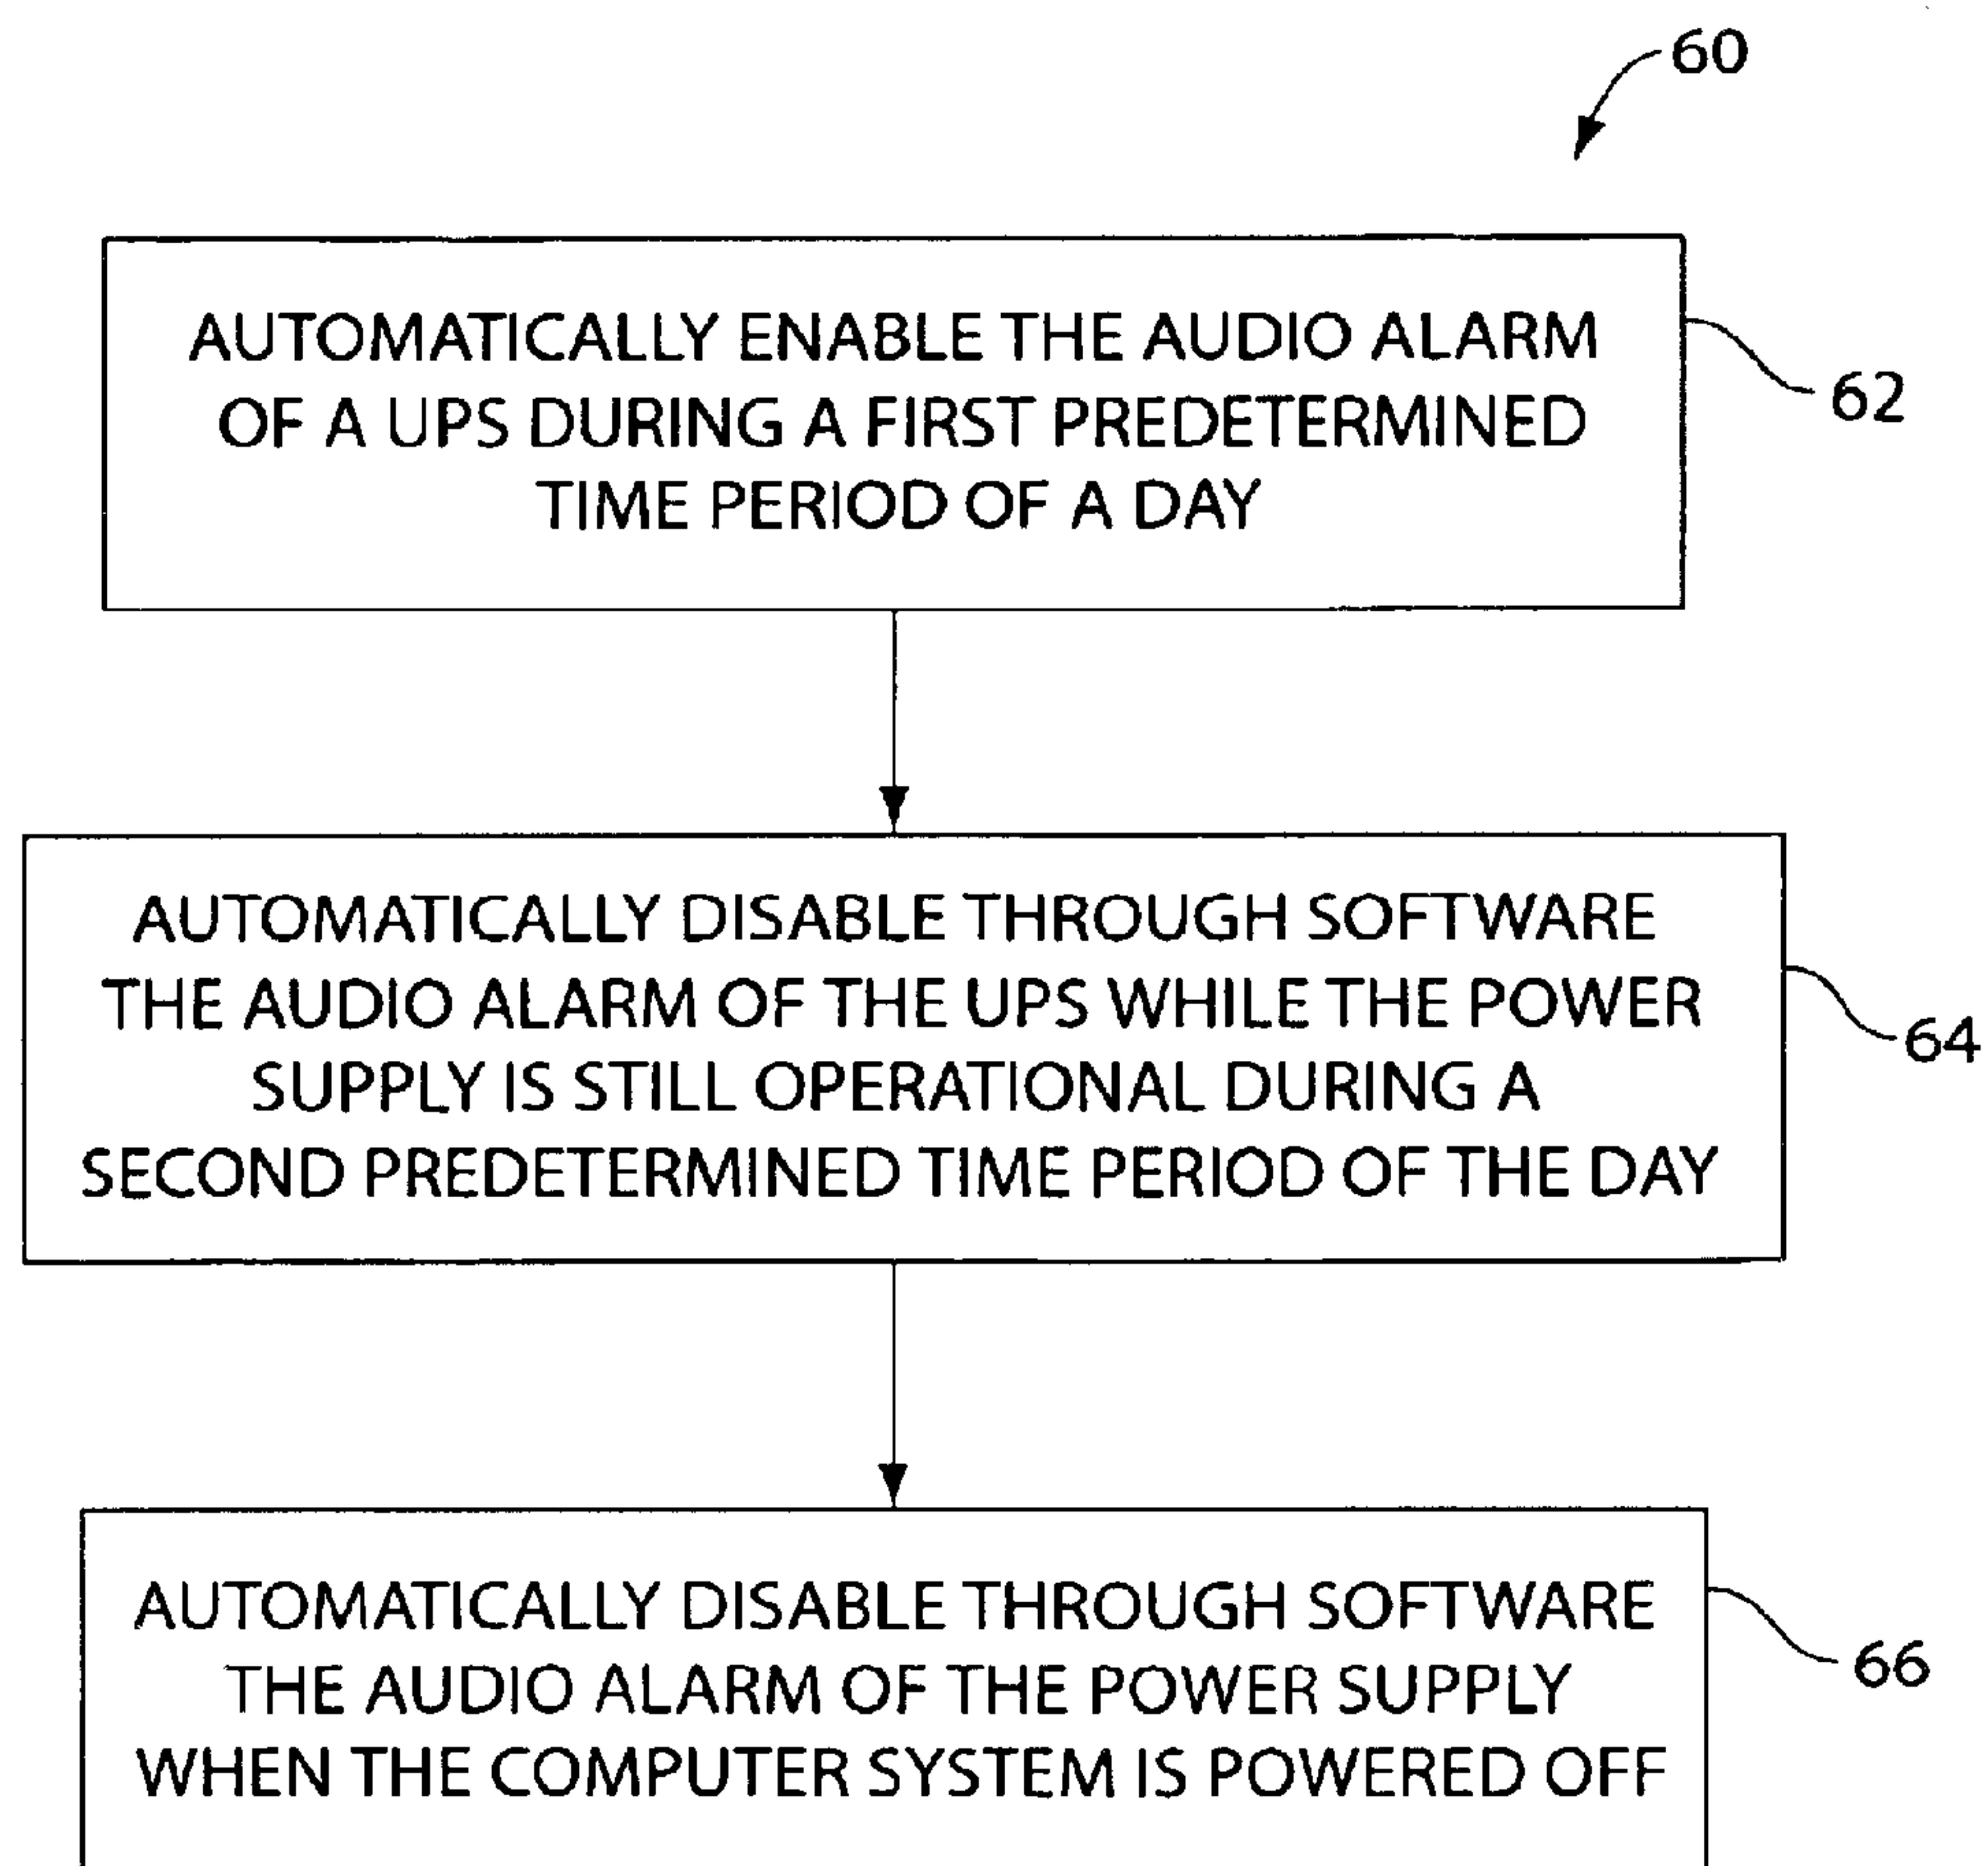 60
AUTOMATICALLY ENABLE THE AUDIO ALARM
OF A UPS DURING A FIRST PREDETERMINED
TIME PERIOD OF A DAY
62
AUTOMATICALLY DISABLE THROUGH SOFTWARE
THE AUDIO ALARM OF THE UPS WHILE THE POWER
SUPPLY IS STILL OPERATIONAL DURING A
SECOND PREDETERMINED TIME PERIOD OF THE DAY
64
AUTOMATICALLY DISABLE THROUGH SOFTWARE
THE AUDIO ALARM OF THE POWER SUPPLY
WHEN THE COMPUTER SYSTEM IS POWERED OFF
66